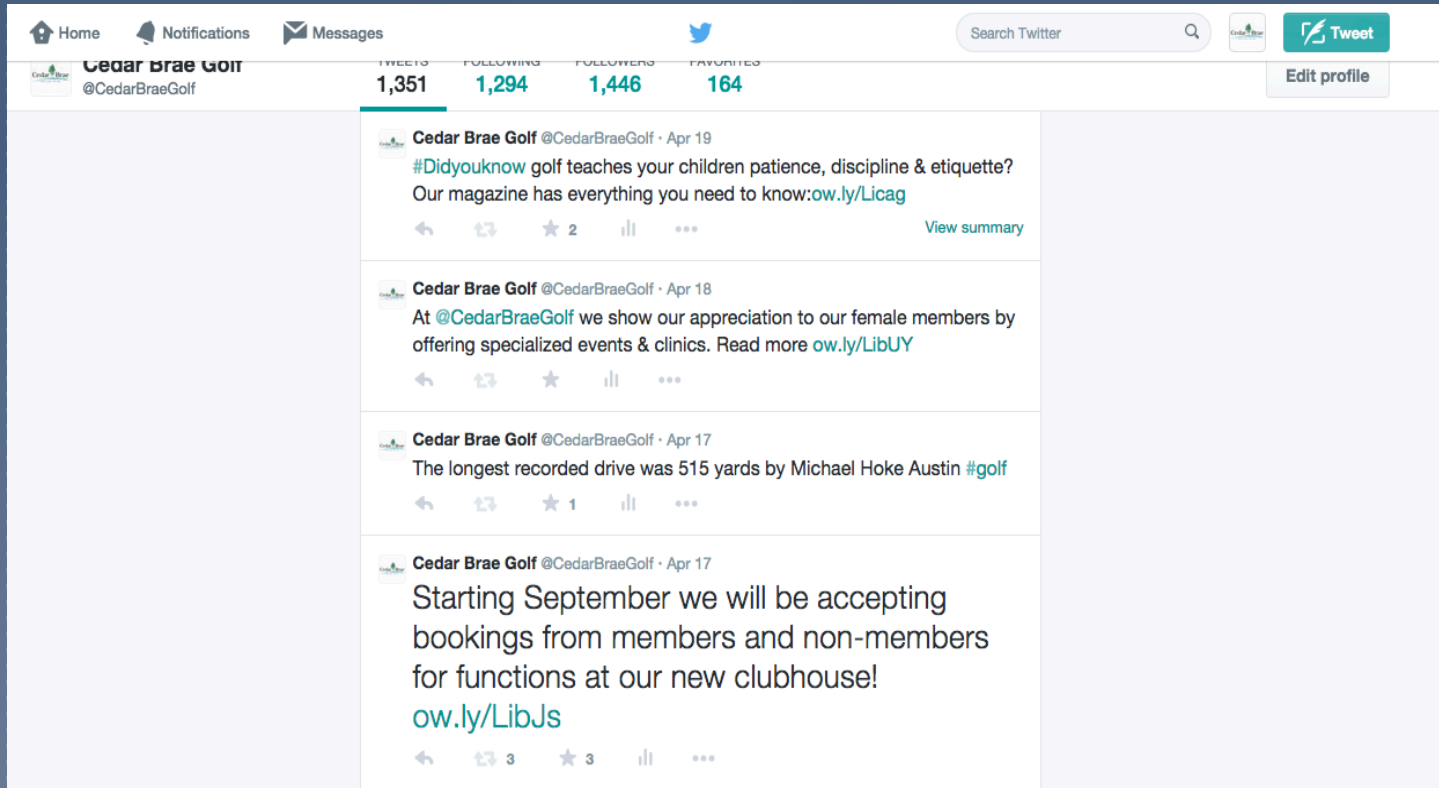 Home Notifications Messages Search Twitter Tweet
Cedar Brae Golf TWEETS FOLLOWING FOLLOWERS FAVORITES
@CedarBraeGolf 1,351 1,294 1,446 164 Edit profile
Cedar Brae Golf @CedarBraeGolf · Apr 19
#Didyouknow golf teaches your children patience, discipline & etiquette?
Our magazine has everything you need to know:ow.ly/Licag
2 View summary
Cedar Brae Golf @CedarBraeGolf · Apr 18
At @CedarBraeGolf we show our appreciation to our female members by
offering specialized events & clinics. Read more ow.ly/LibUY
Cedar Brae Golf @CedarBraeGolf · Apr 17
The longest recorded drive was 515 yards by Michael Hoke Austin #golf
1
Cedar Brae Golf @CedarBraeGolf · Apr 17
Starting September we will be accepting
bookings from members and non-members
for functions at our new clubhouse!
ow.ly/LibJs
3 3